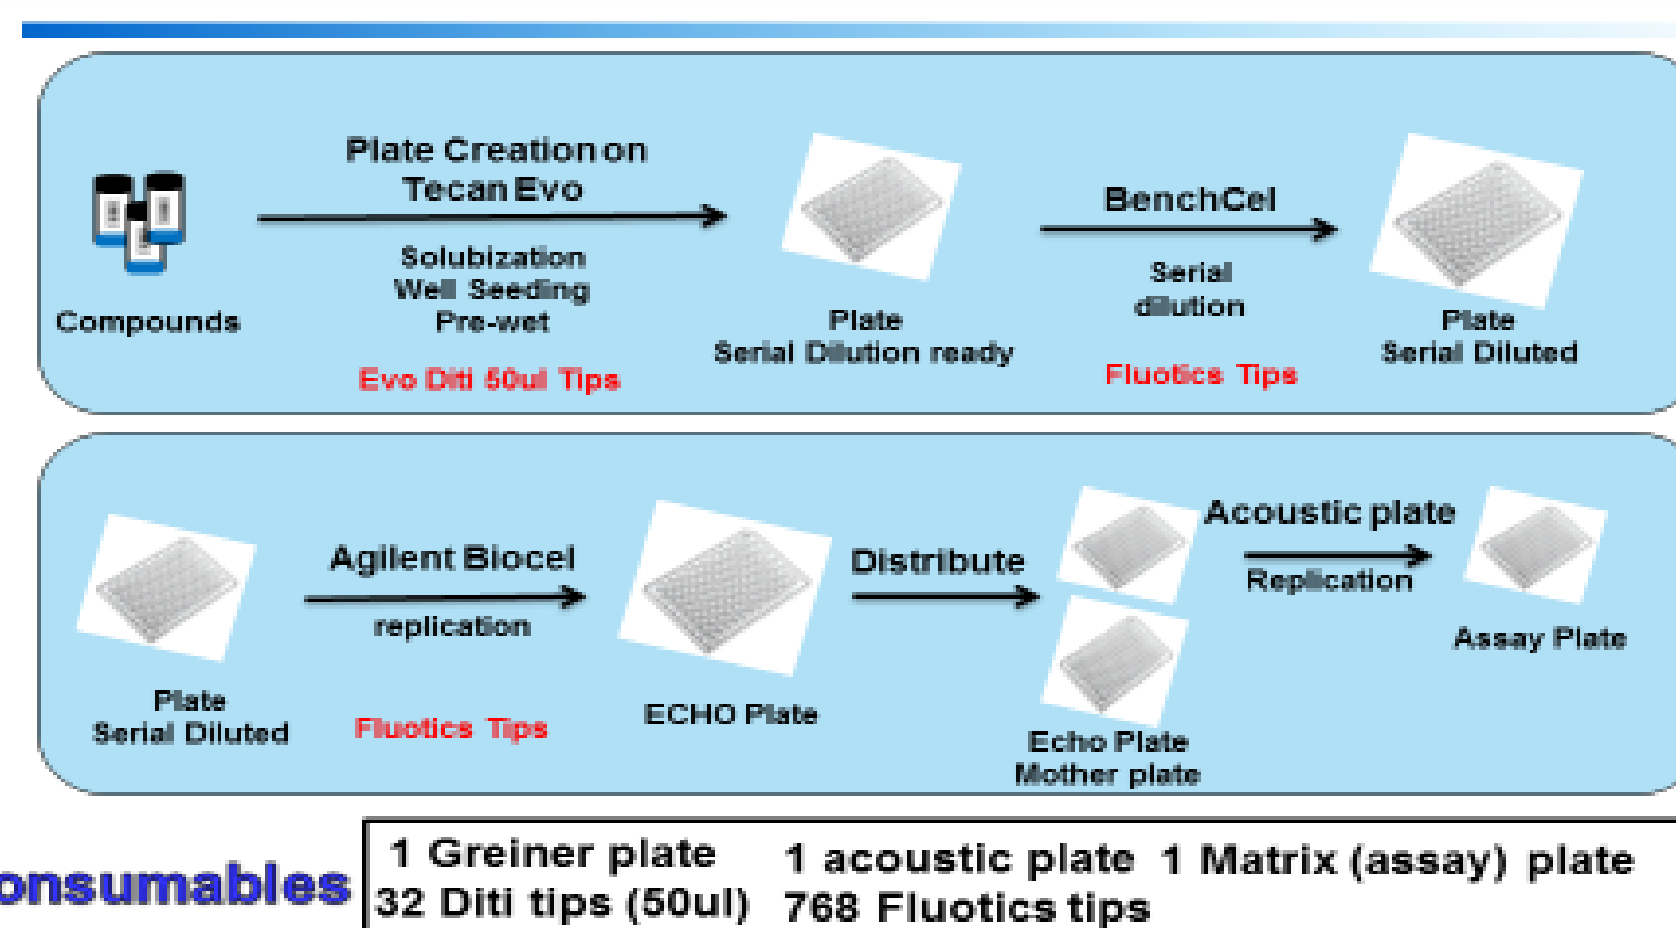 Plate Creation on
Tecan Evo
Solubization
Well Seeding
Pre-wet
Evo Diti 50ul Tips
Compounds
Plate
Serial Dilution ready
BenchCel
Serial
dilution
Fluotics Tips
Plate
Serial Diluted
Plate
Serial Diluted
Agilent Biocel
replication
Fluotics Tips
ECHO Plate
Distribute
Echo Plate
Mother plate
Acoustic plate
Replication
Assay Plate
onsumables
1 Greiner plate 1 acoustic plate 1 Matrix (assay) plate
32 Diti tips (50ul) 768 Fluotics tips